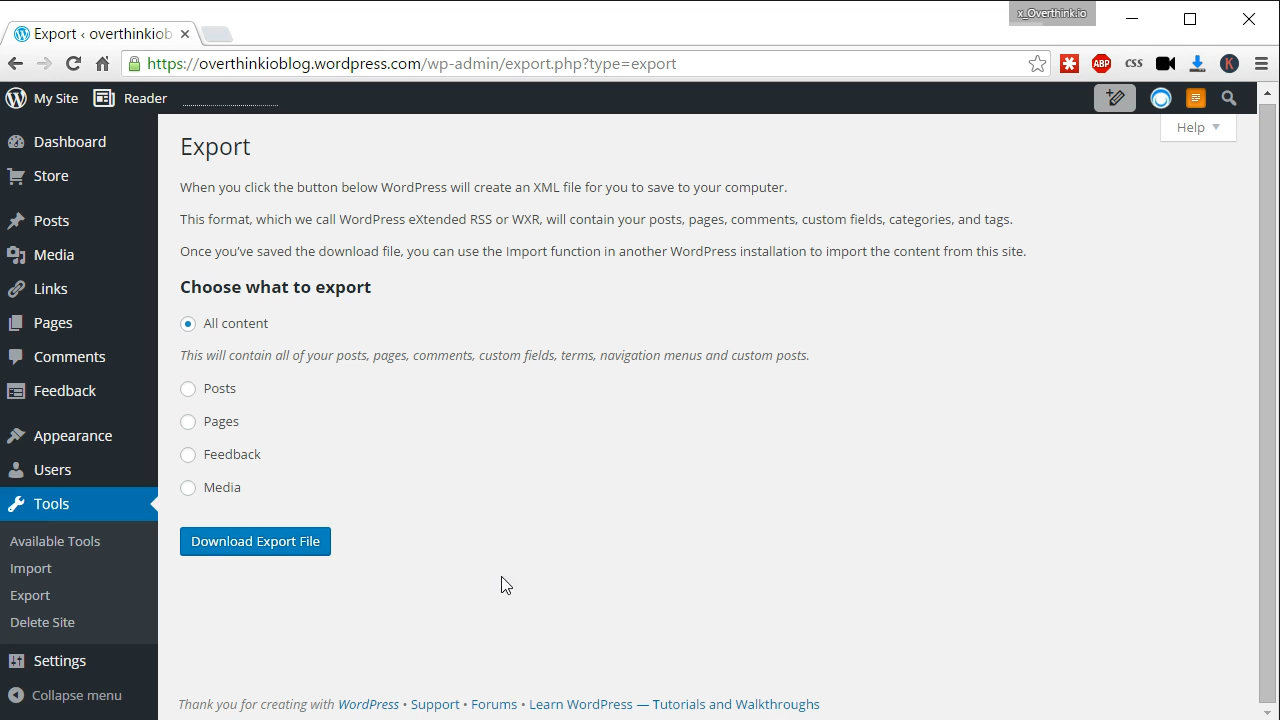 x_Overthink.io
Export ‹ overthinkiob
https://overthinkioblog.wordpress.com/wp-admin/export.php?type=export
ABP
CSS
K
My Site
Reader
Help
Dashboard
Store
Posts
Media
Links
Pages
Comments
Feedback
Appearance
Users
Tools
Available Tools
Import
Export
Delete Site
Settings
Collapse menu
Export
When you click the button below WordPress will create an XML file for you to save to your computer.
This format, which we call WordPress eXtended RSS or WXR, will contain your posts, pages, comments, custom fields, categories, and tags.
Once you've saved the download file, you can use the Import function in another WordPress installation to import the content from this site.
Choose what to export
All content
This will contain all of your posts, pages, comments, custom fields, terms, navigation menus and custom posts.
Posts
Pages
Feedback
Media
Download Export File
Thank you for creating with WordPress • Support • Forums • Learn WordPress — Tutorials and Walkthroughs